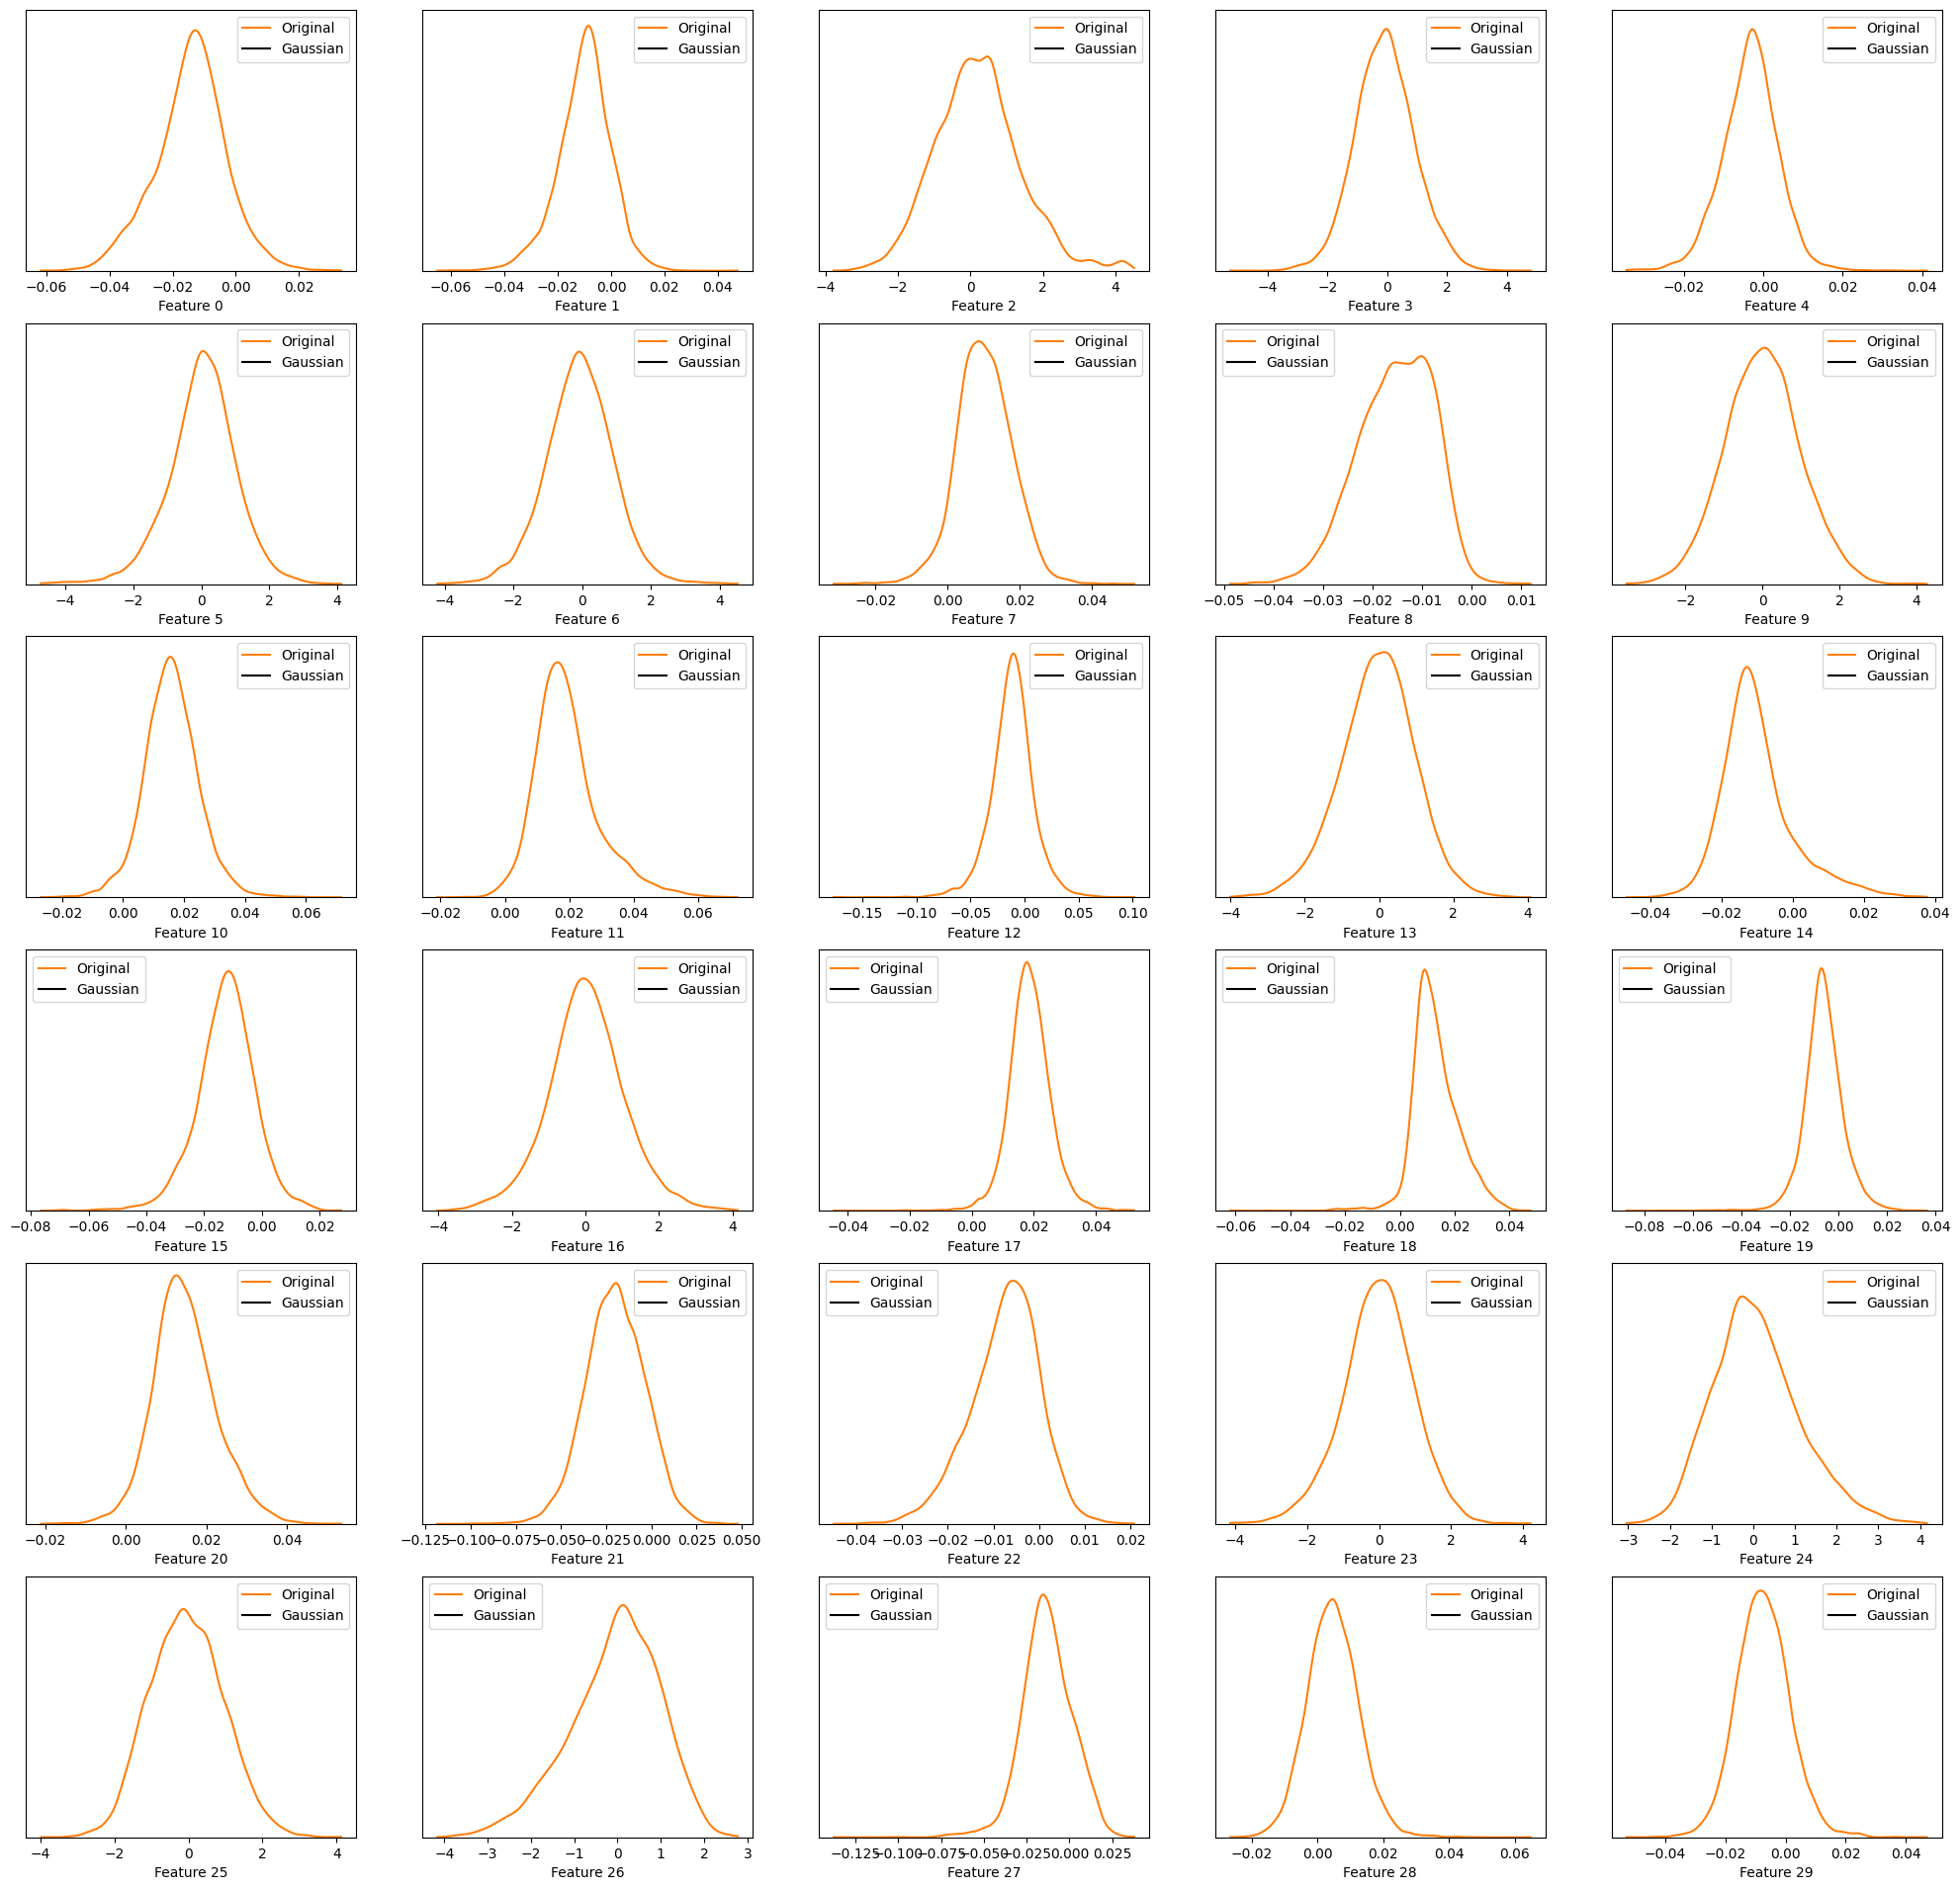 Original
Gaussian
−0.06 −0.04 −0.02 0.00 0.02
Feature 0
Original
Gaussian
−0.06 −0.04 −0.02 0.00 0.02 0.04
Feature 1
Original
Gaussian
−4 −2 0 2 4
Feature 2
Original
Gaussian
−4 −2 0 2 4
Feature 3
Original
Gaussian
−0.02 0.00 0.02 0.04
Feature 4
Original
Gaussian
−4 −2 0 2 4
Feature 5
Original
Gaussian
−4 −2 0 2 4
Feature 6
Original
Gaussian
−0.02 0.00 0.02 0.04
Feature 7
Original
Gaussian
−0.05 −0.04 −0.03 −0.02 −0.01 0.00 0.01
Feature 8
Original
Gaussian
−2 0 2 4
Feature 9
Original
Gaussian
−0.02 0.00 0.02 0.04 0.06
Feature 10
Original
Gaussian
−0.02 0.00 0.02 0.04 0.06
Feature 11
Original
Gaussian
−0.15 −0.10 −0.05 0.00 0.05 0.10
Feature 12
Original
Gaussian
−4 −2 0 2 4
Feature 13
Original
Gaussian
−0.04 −0.02 0.00 0.02 0.04
Feature 14
Original
Gaussian
−0.08 −0.06 −0.04 −0.02 0.00 0.02
Feature 15
Original
Gaussian
−4 −2 0 2 4
Feature 16
Original
Gaussian
−0.04 −0.02 0.00 0.02 0.04
Feature 17
Original
Gaussian
−0.06 −0.04 −0.02 0.00 0.02 0.04
Feature 18
Original
Gaussian
−0.08 −0.06 −0.04 −0.02 0.00 0.02 0.04
Feature 19
Original
Gaussian
−0.02 0.00 0.02 0.04
Feature 20
Original
Gaussian
−0.125 −0.100 −0.075 −0.050 −0.025 0.000 0.025 0.050
Feature 21
Original
Gaussian
−0.04 −0.03 −0.02 −0.01 0.00 0.01 0.02
Feature 22
Original
Gaussian
−4 −2 0 2 4
Feature 23
Original
Gaussian
−3 −2 −1 0 1 2 3 4
Feature 24
Original
Gaussian
−4 −2 0 2 4
Feature 25
Original
Gaussian
−4 −3 −2 −1 0 1 2 3
Feature 26
Original
Gaussian
−0.125 −0.100 −0.075 −0.050 −0.025 0.000 0.025
Feature 27
Original
Gaussian
−0.02 0.00 0.02 0.04 0.06
Feature 28
Original
Gaussian
−0.04 −0.02 0.00 0.02 0.04
Feature 29